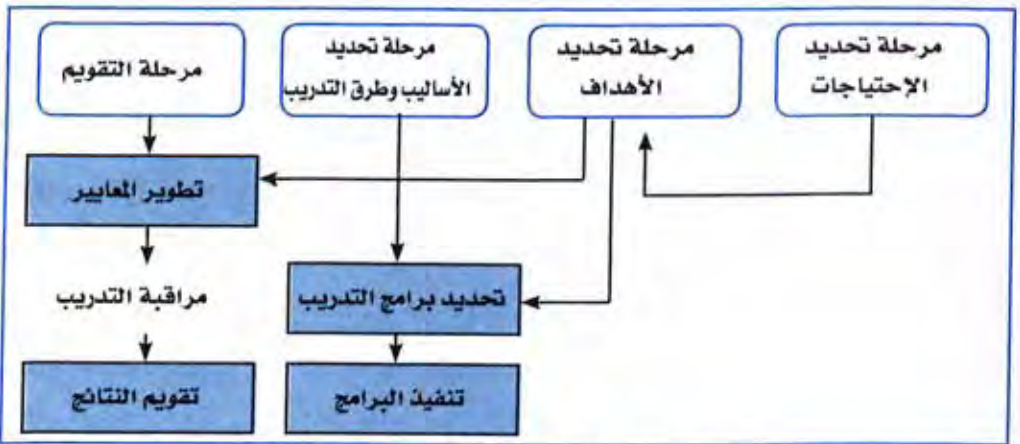 مرحلة تحديد
الإحتياجات
مرحلة تحديد
الأهداف
مرحلة تحديد
الأساليب وطرق التدريب
مرحلة التقويم
تطوير المعايير
مراقبة التدريب
تحديد برامج التدريب
تقويم النتائج
تنفيذ البرامج